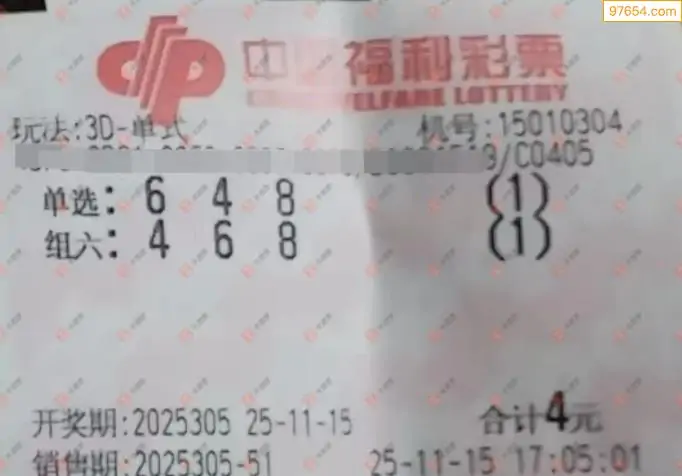 97654.com
中 福利彩票
WELFARE LOTTERY
玩法:3D-单式 机号:15010304
/C0405
单选: 6 4 8 (1)
组六: 4 6 8 (1)
开奖期:2025305 25-11-15 合计4元
销售期:2025305-51 25-11-15 17:05:01